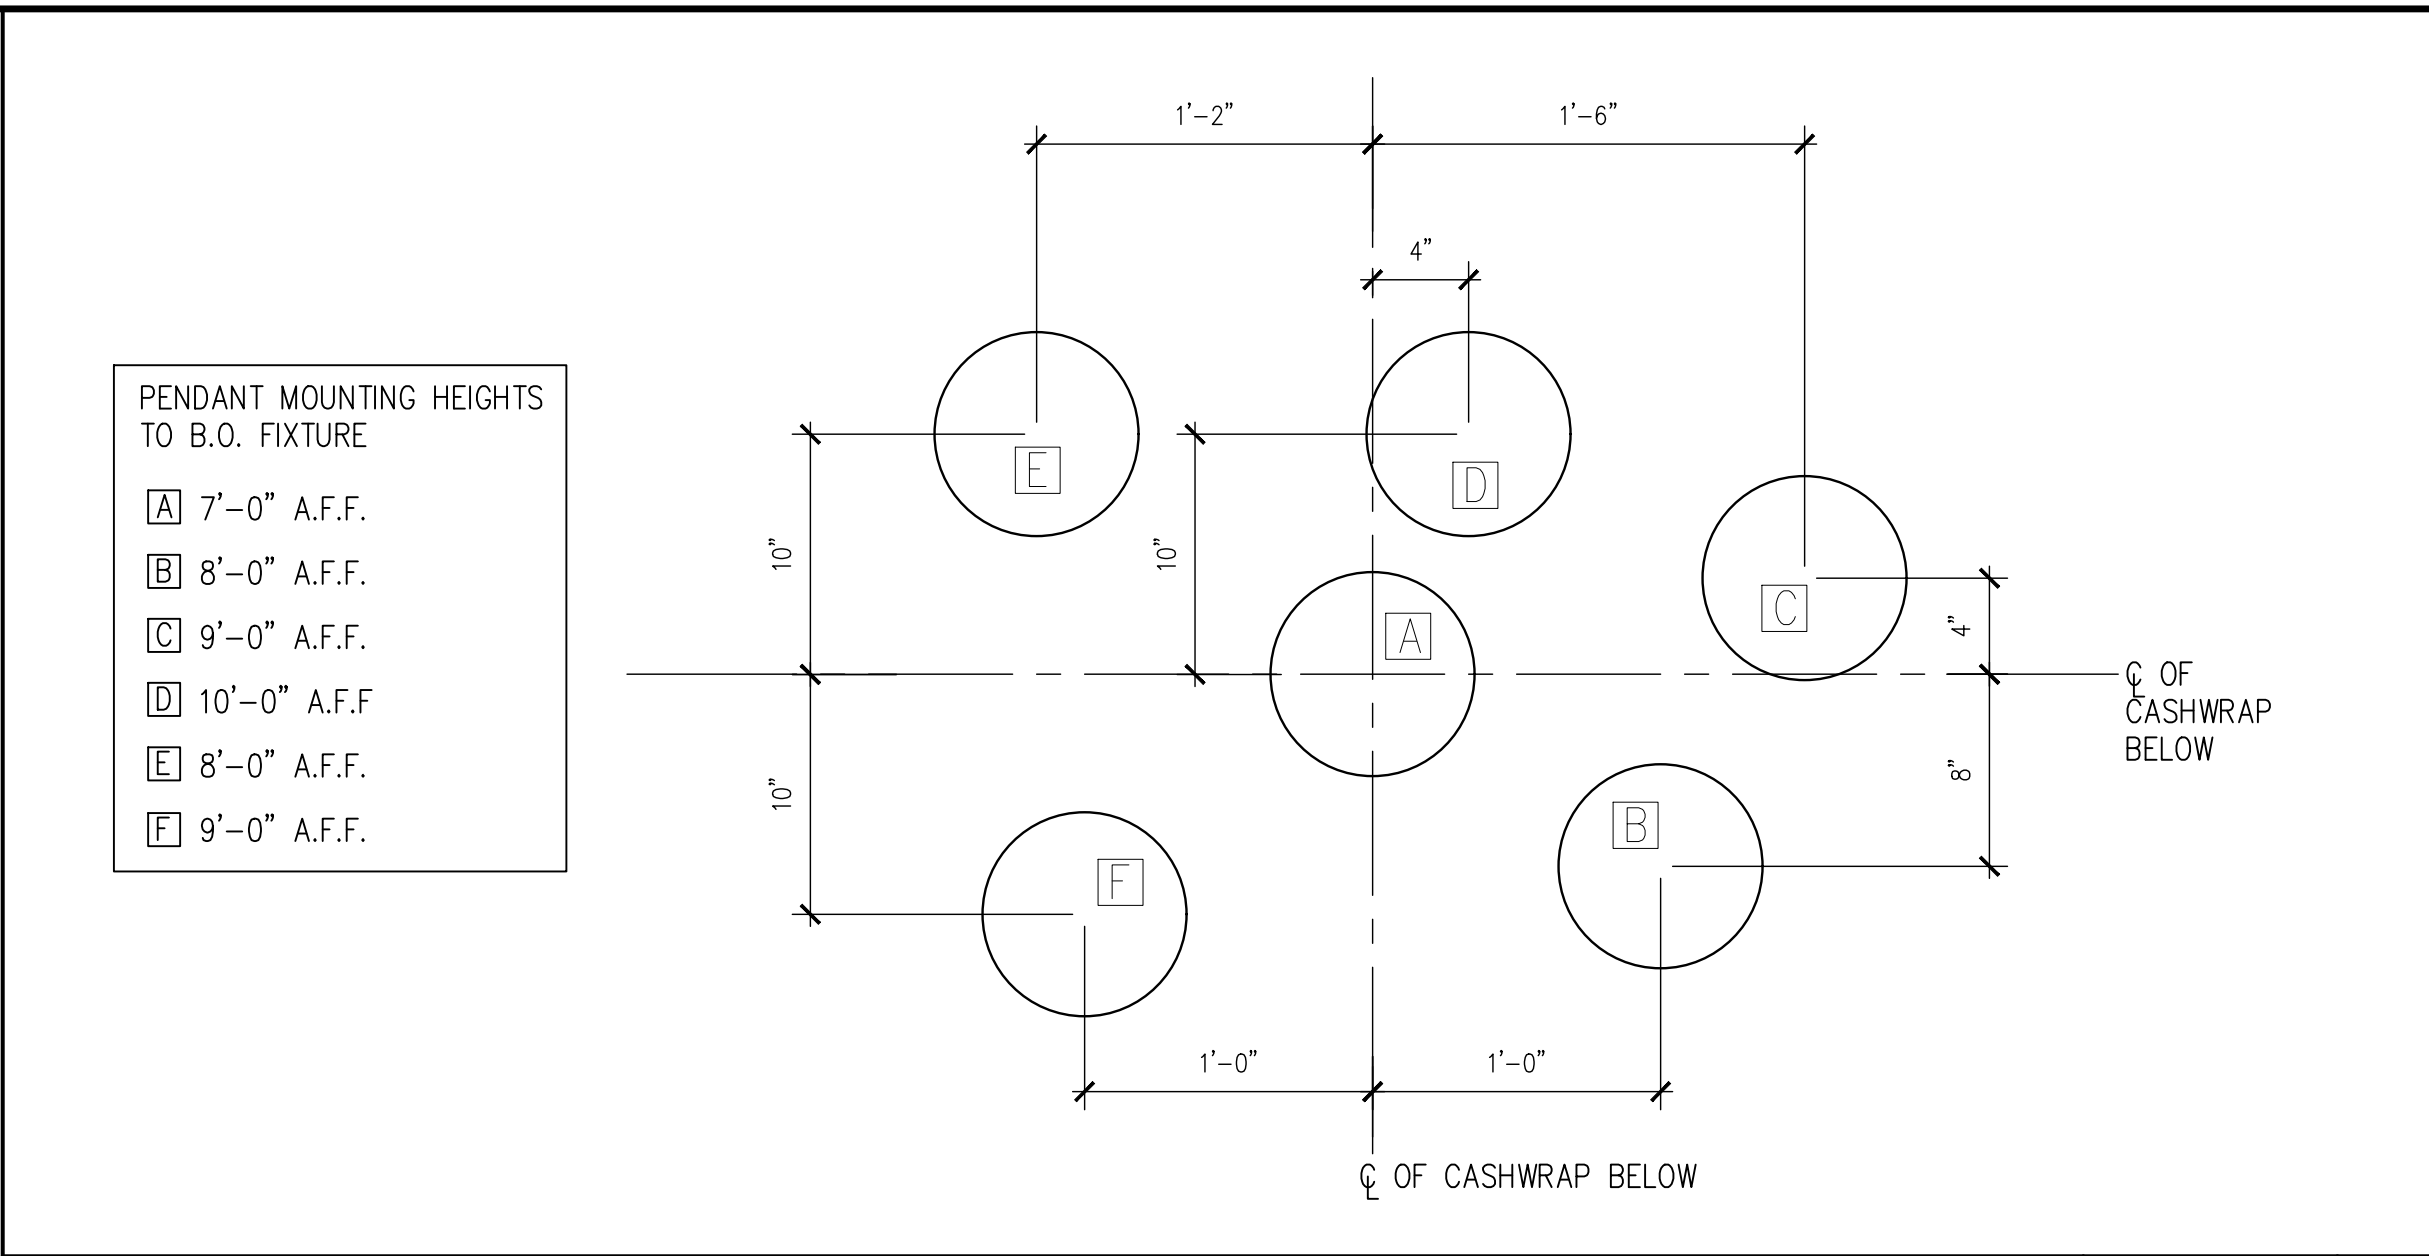 1'-2"
1'-6"
4"
PENDANT MOUNTING HEIGHTS
TO B.O. FIXTURE
A 7'-0" A.F.F.
B 8'-0" A.F.F.
C 9'-0" A.F.F.
D 10'-0" A.F.F
E 8'-0" A.F.F.
F 9'-0" A.F.F.
E
D
10"
10"
C
A
4"
℄ OF
CASHWRAP
BELOW
10"
8"
B
F
1'-0"
1'-0"
℄ OF CASHWRAP BELOW